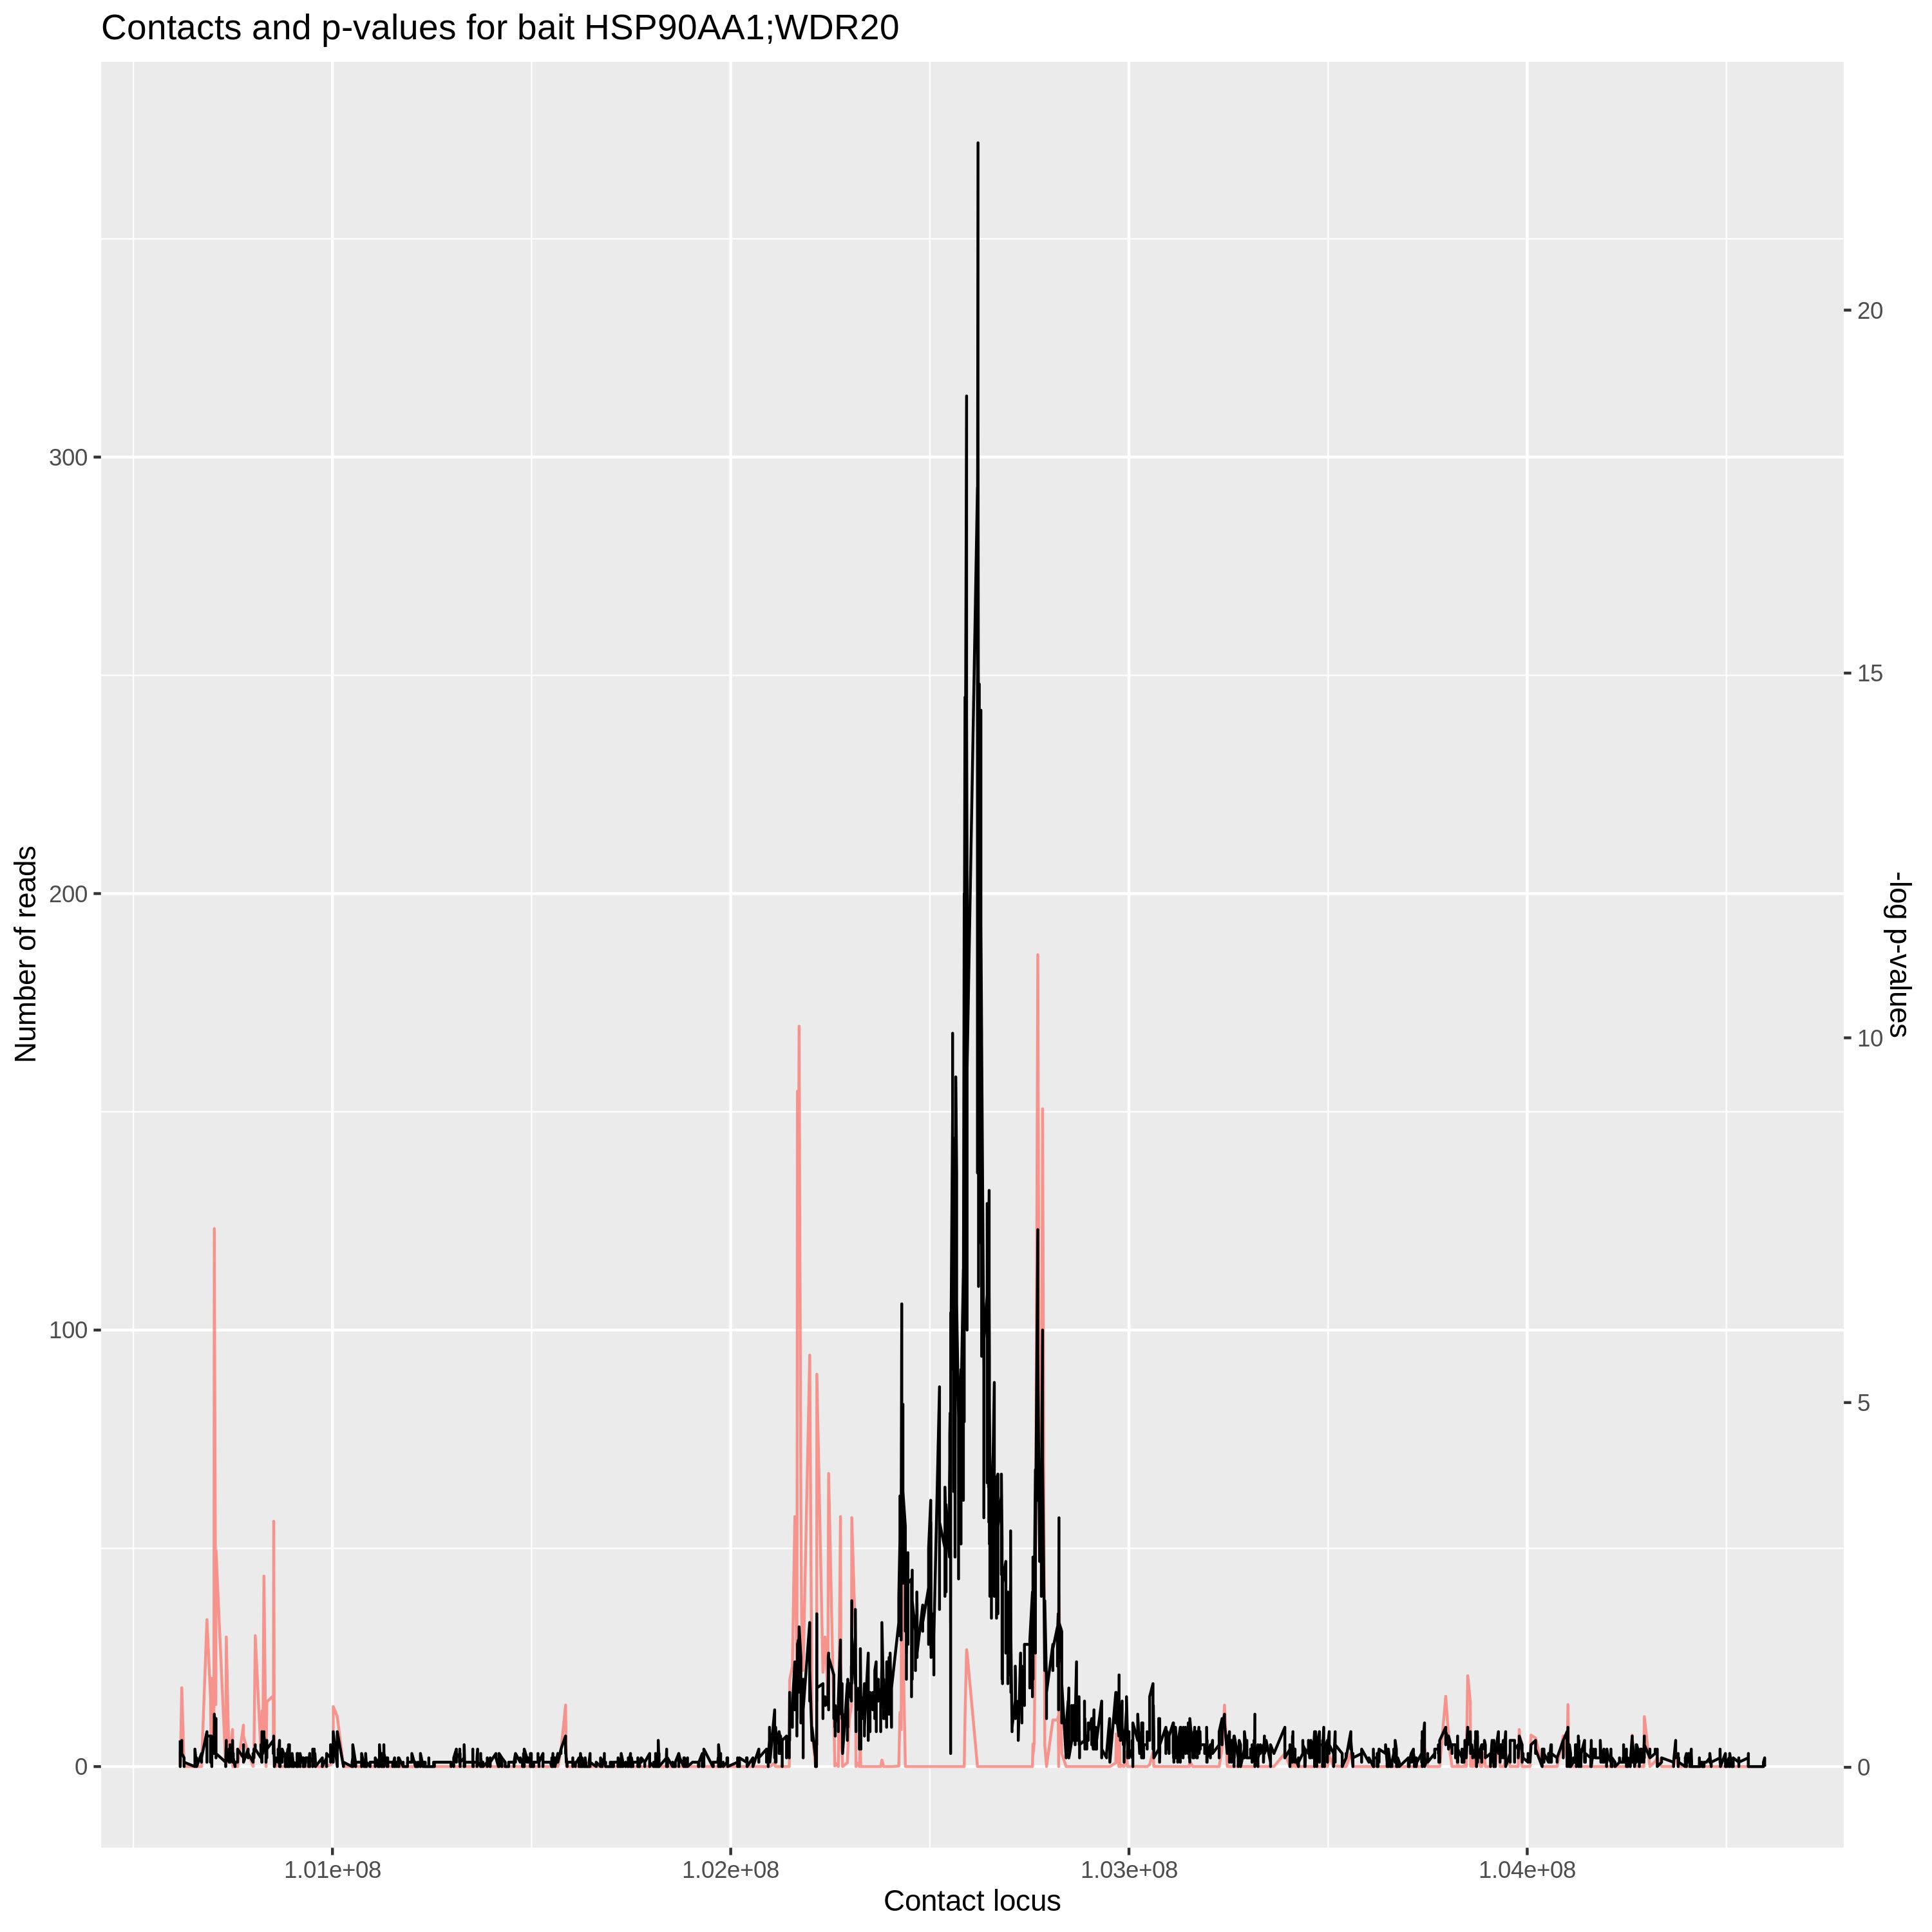 Contacts and p-values for bait HSP90AA1;WDR20
300
200
100
0
Number of reads
20
15
10
5
0
-log p-values
1.01e+08
1.02e+08
1.03e+08
1.04e+08
Contact locus